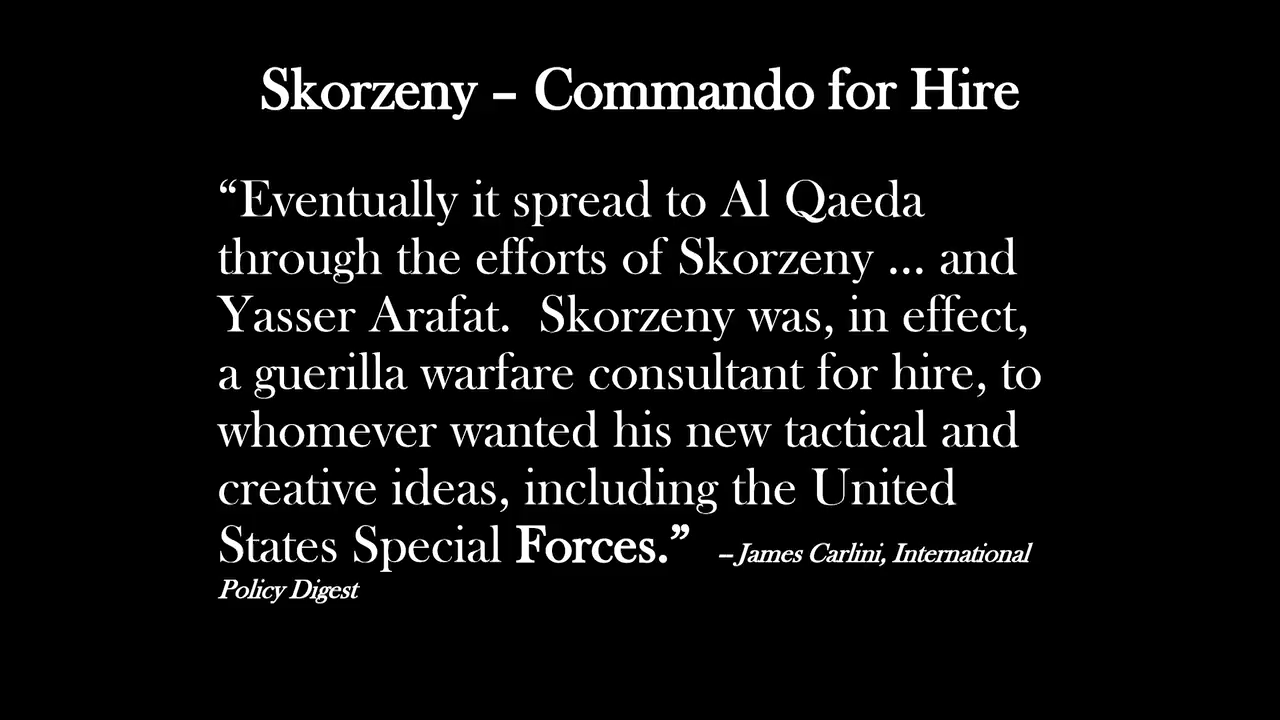 Skorzeny – Commando for Hire
“Eventually it spread to Al Qaeda
through the efforts of Skorzeny ... and
Yasser Arafat.  Skorzeny was, in effect,
a guerilla warfare consultant for hire, to
whomever wanted his new tactical and
creative ideas, including the United
States Special Forces.”  – James Carlini, International
Policy Digest